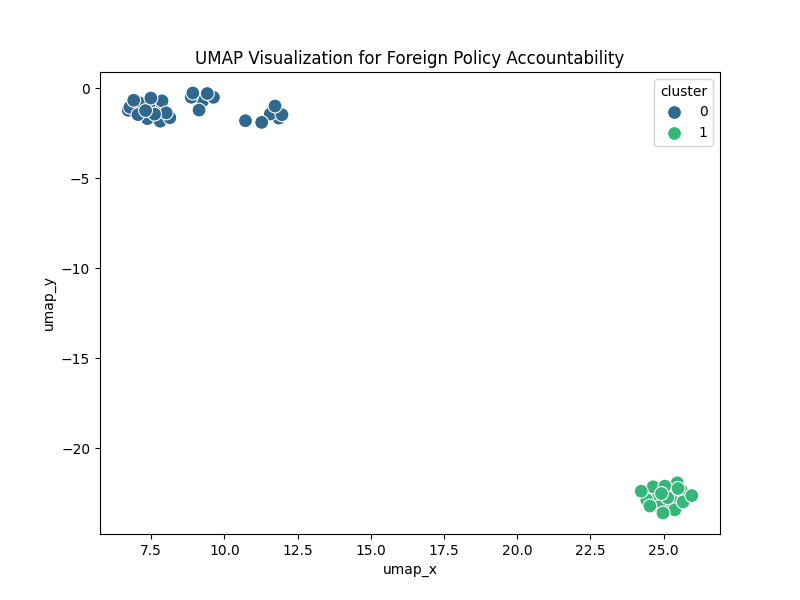 UMAP Visualization for Foreign Policy Accountability
cluster
0
1
0
−5
−10
−15
−20
umap_y
7.5 10.0 12.5 15.0 17.5 20.0 22.5 25.0
umap_x